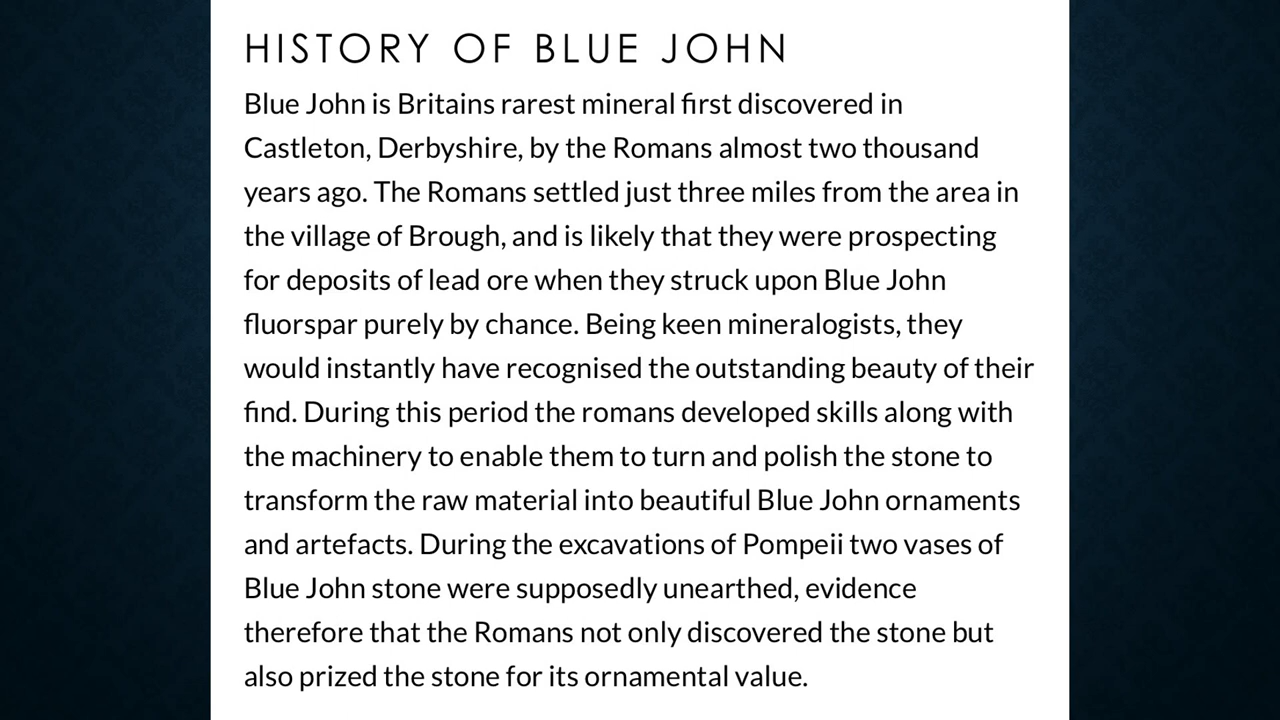 HISTORY OF BLUE JOHN
Blue John is Britains rarest mineral first discovered in
Castleton, Derbyshire, by the Romans almost two thousand
years ago. The Romans settled just three miles from the area in
the village of Brough, and is likely that they were prospecting
for deposits of lead ore when they struck upon Blue John
fluorspar purely by chance. Being keen mineralogists, they
would instantly have recognised the outstanding beauty of their
find. During this period the romans developed skills along with
the machinery to enable them to turn and polish the stone to
transform the raw material into beautiful Blue John ornaments
and artefacts. During the excavations of Pompeii two vases of
Blue John stone were supposedly unearthed, evidence
therefore that the Romans not only discovered the stone but
also prized the stone for its ornamental value.